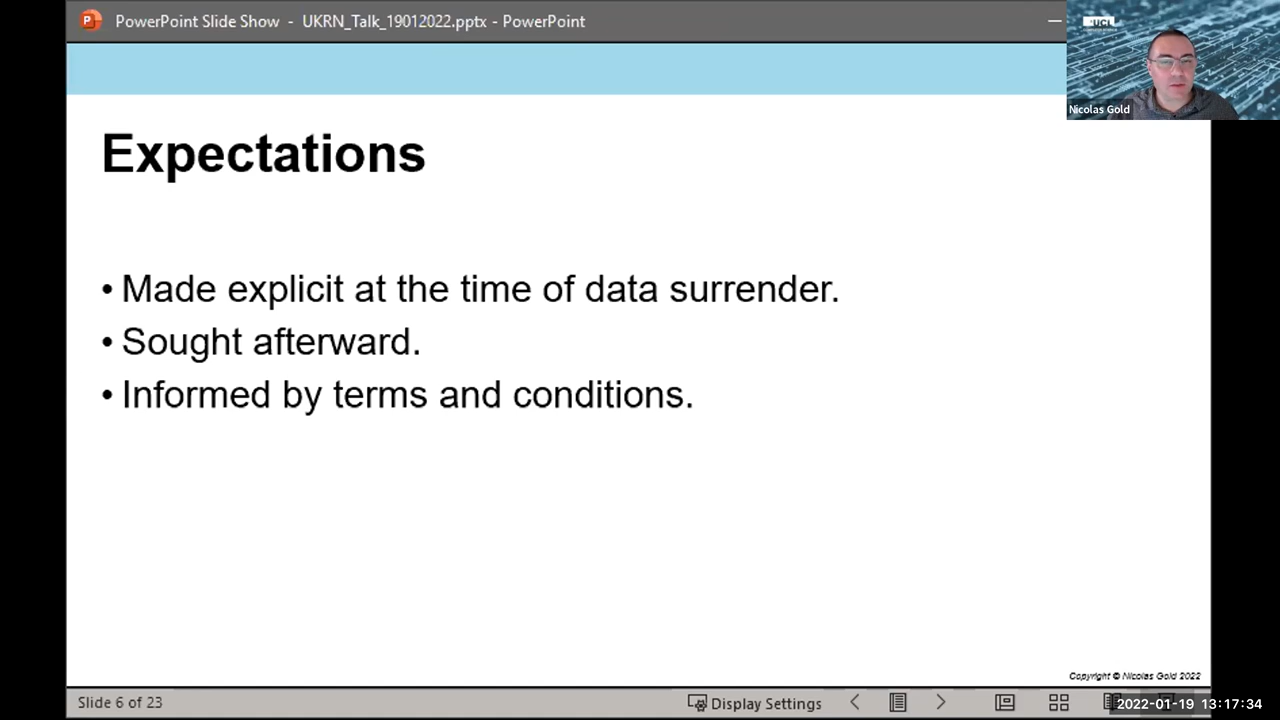 PowerPoint Slide Show - UKRN_Talk_19012022.pptx - PowerPoint
UCL
Nicolas Gold
Expectations
• Made explicit at the time of data surrender.
• Sought afterward.
• Informed by terms and conditions.
Copyright © Nicolas Gold 2022
Slide 6 of 23
Display Settings
2022-01-19 13:17:34